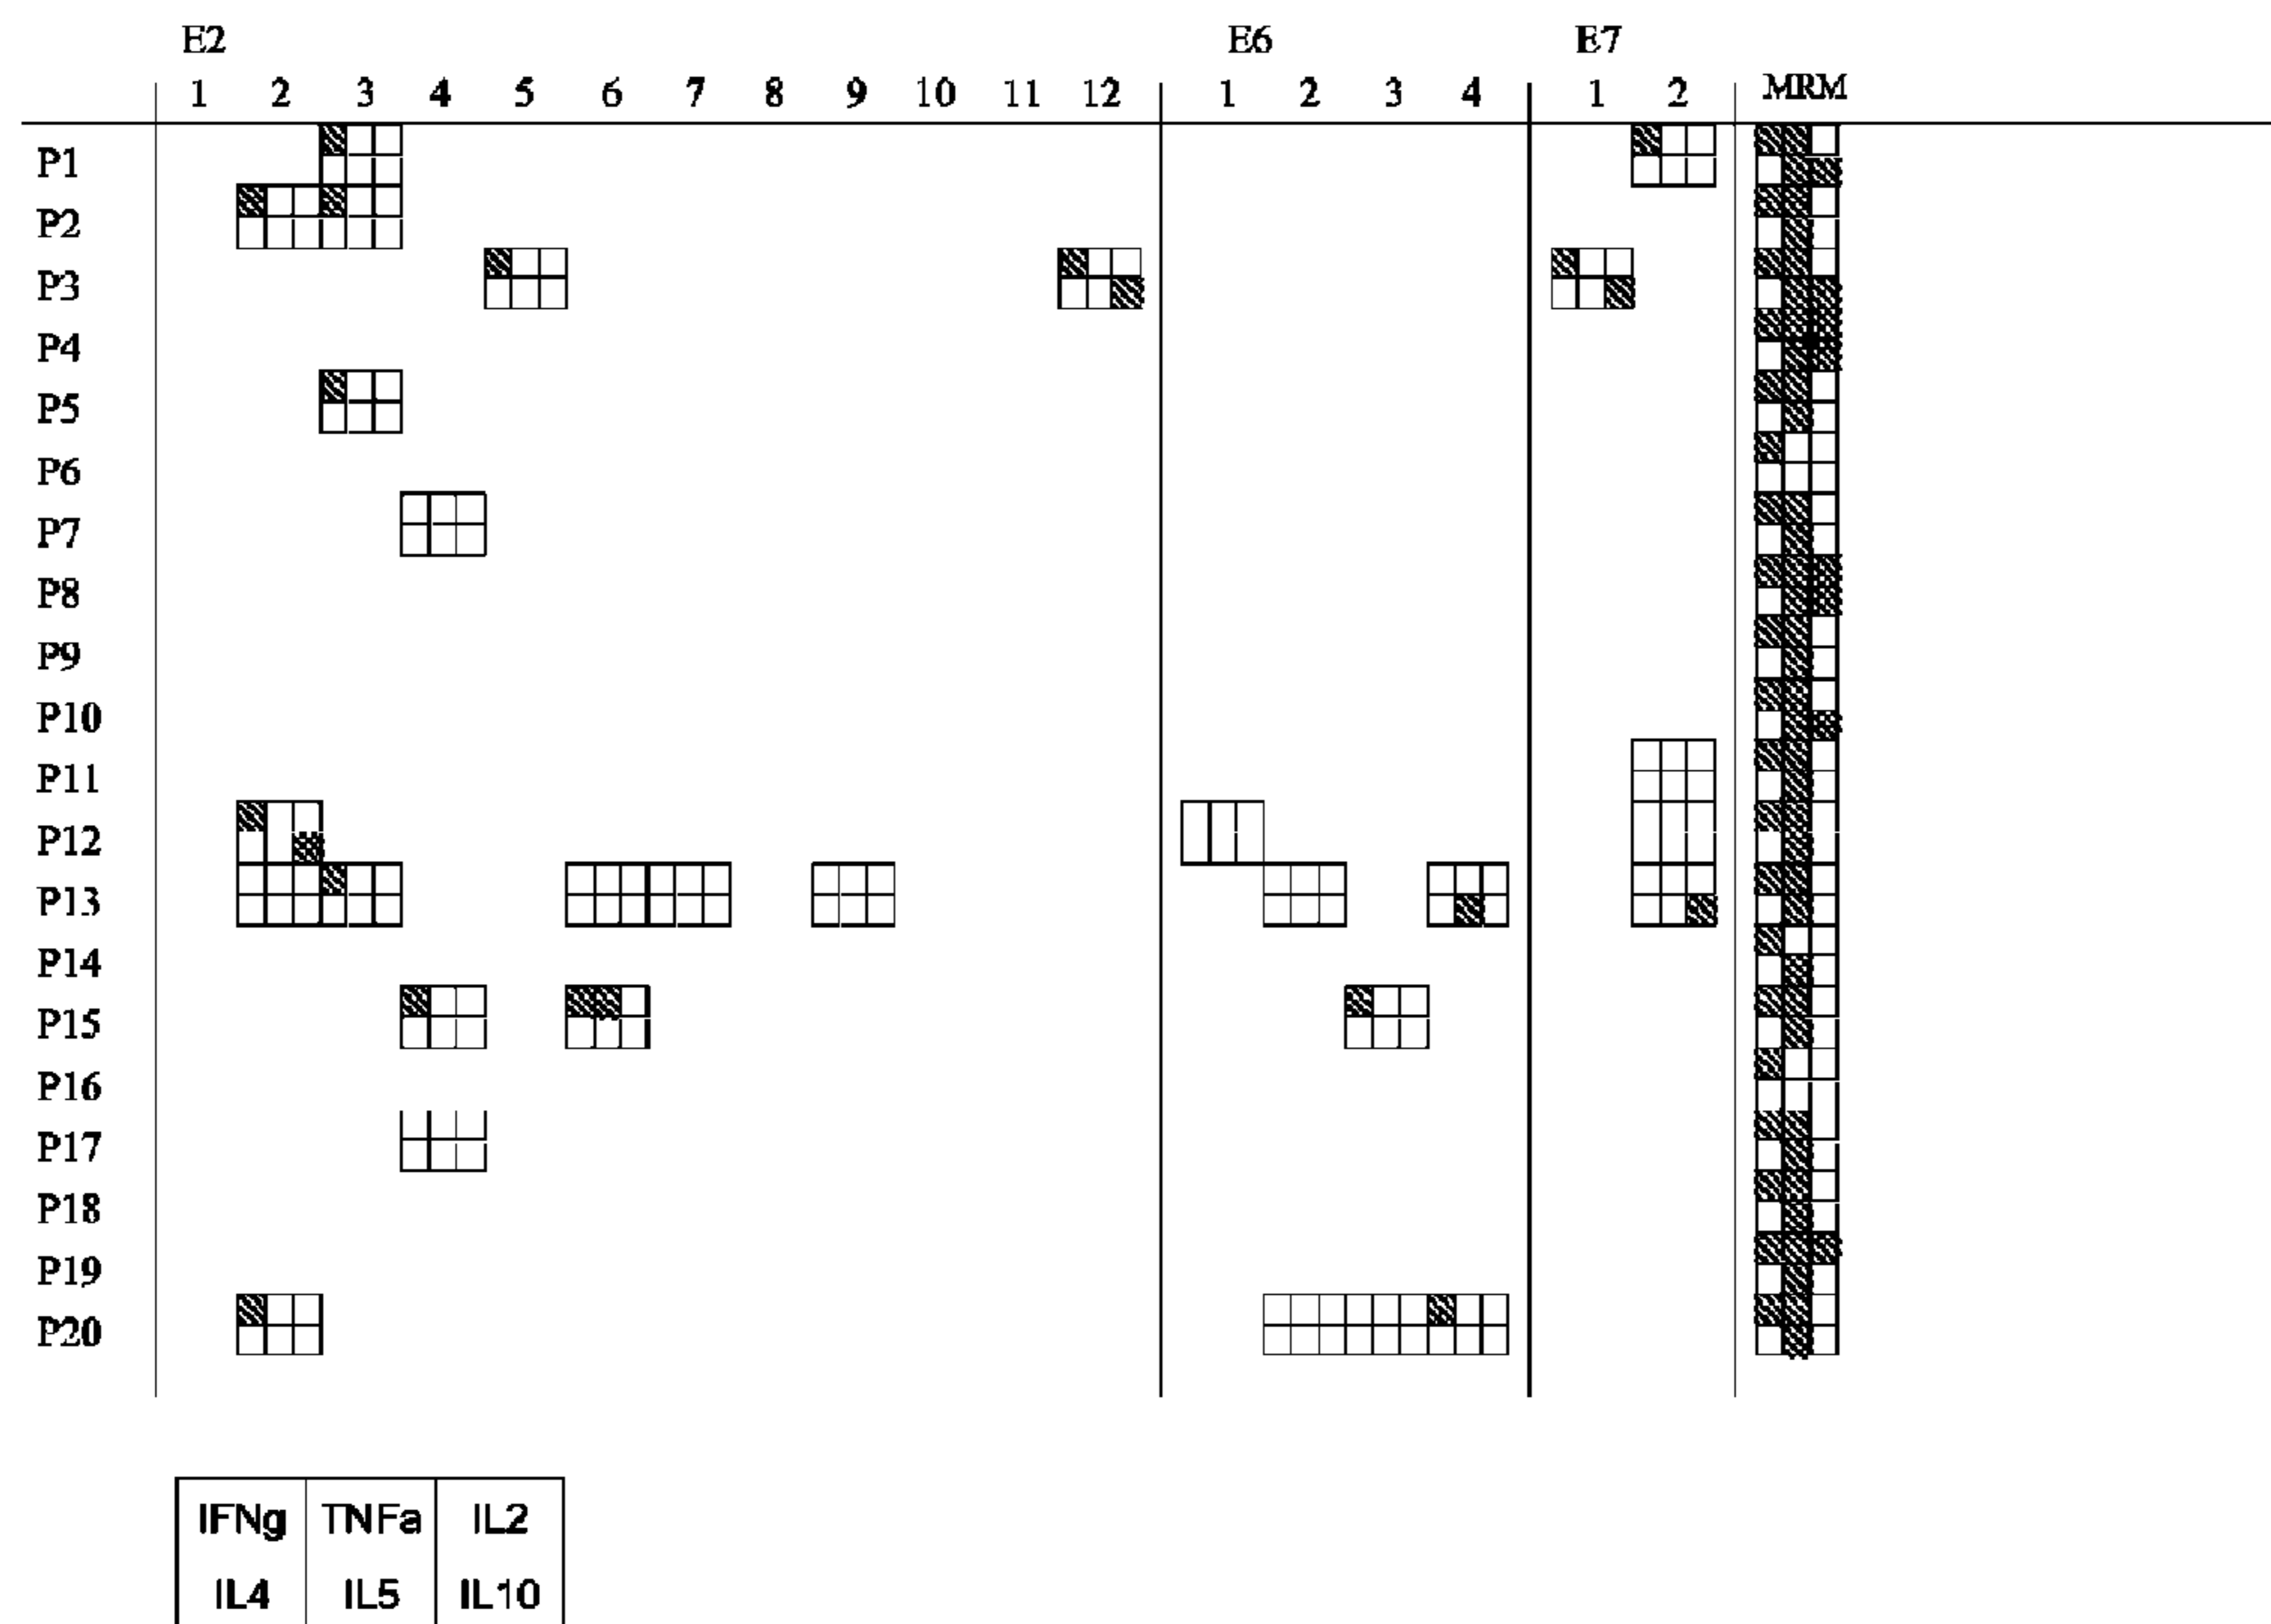 E2 E6 E7
1 2 3 4 5 6 7 8 9 10 11 12 1 2 3 4 1 2 MRM
P1
P2
P3
P4
P5
P6
P7
P8
P9
P10
P11
P12
P13
P14
P15
P16
P17
P18
P19
P20
IFNg TNFa IL2
IL4 IL5 IL10